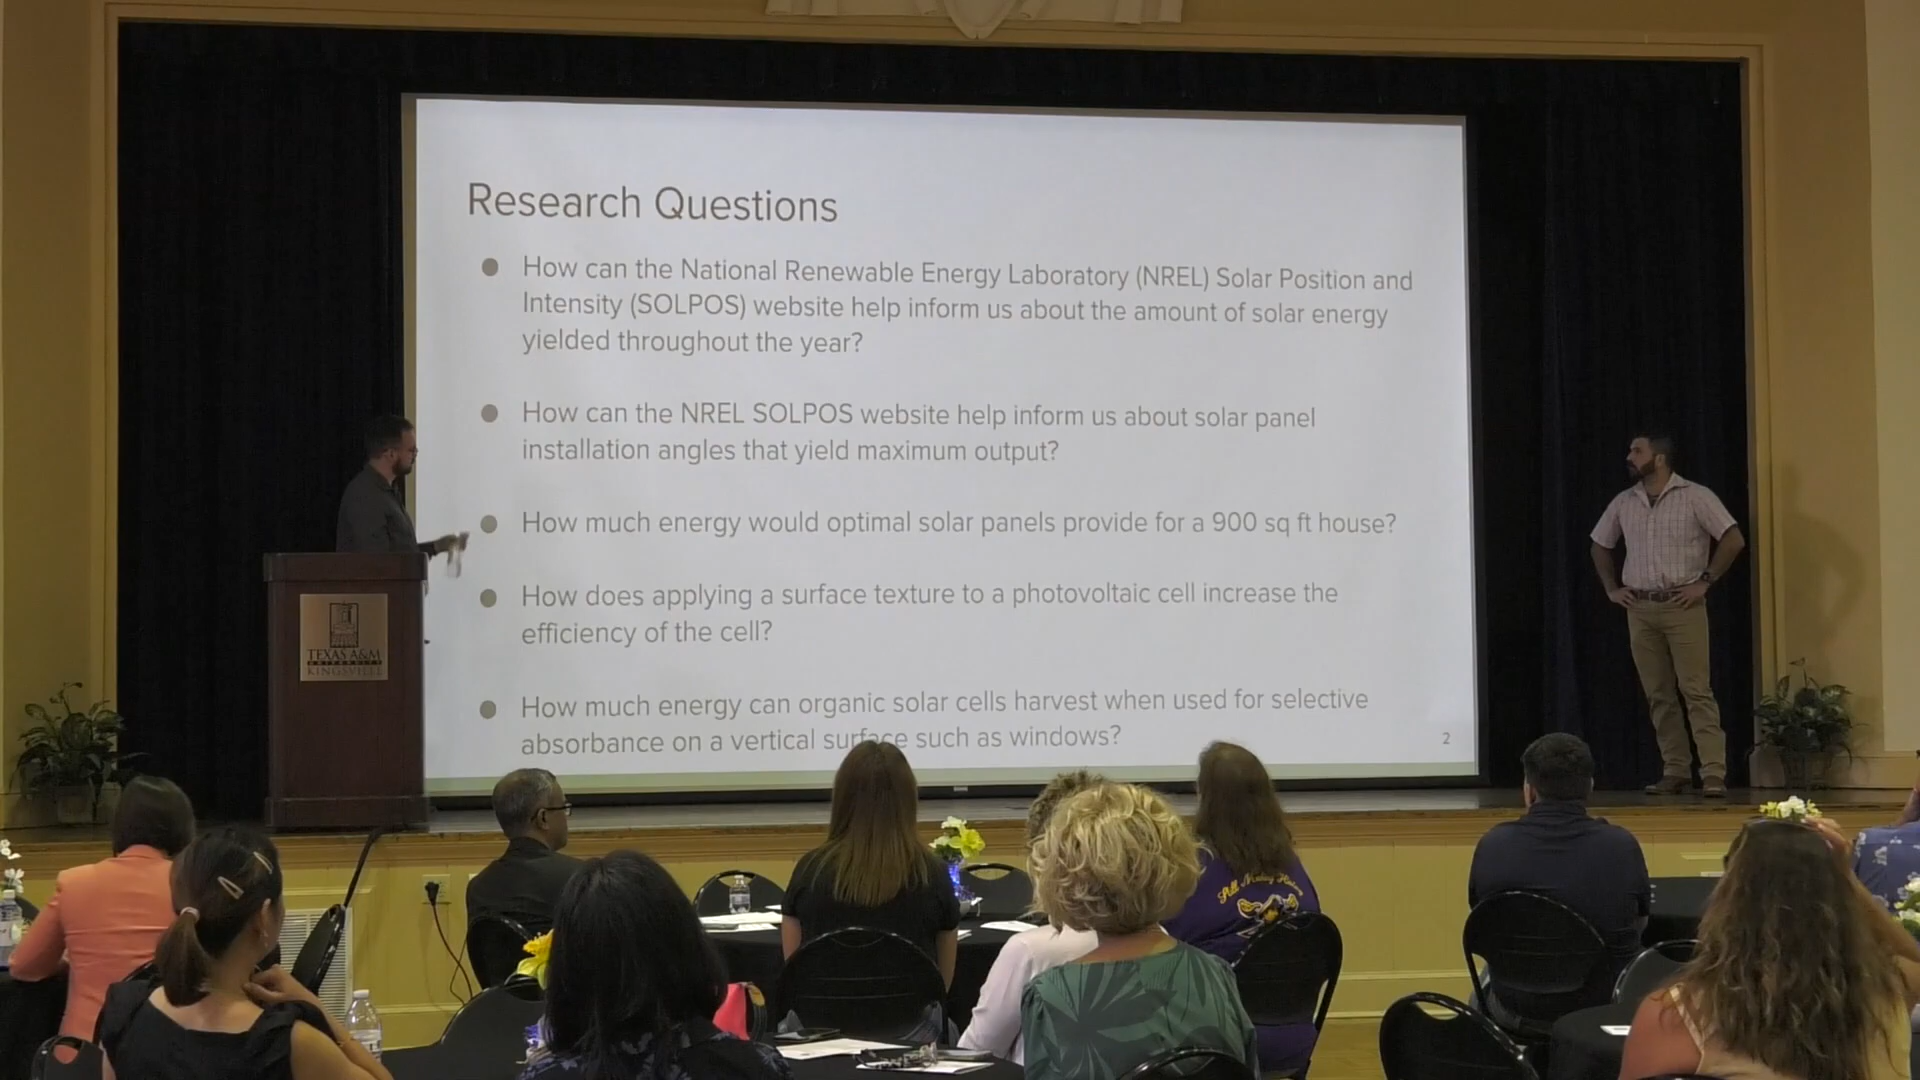 Research Questions
How can the National Renewable Energy Laboratory (NREL) Solar Position and
Intensity (SOLPOS) website help inform us about the amount of solar energy
yielded throughout the year?
How can the NREL SOLPOS website help inform us about solar panel
installation angles that yield maximum output?
How much energy would optimal solar panels provide for a 900 sq ft house?
How does applying a surface texture to a photovoltaic cell increase the
efficiency of the cell?
How much energy can organic solar cells harvest when used for selective
absorbance on a vertical surface such as windows?
2
TEXAS A&M
UNIVERSITY
KINGSVILLE